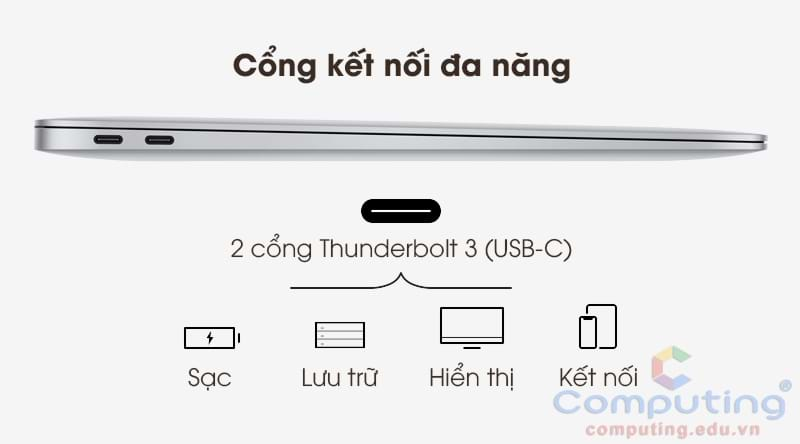 Cổng kết nối đa năng
2 cổng Thunderbolt 3 (USB-C)
Sạc Lưu trữ Hiển thị Kết nối
Computing®
computing.edu.vn